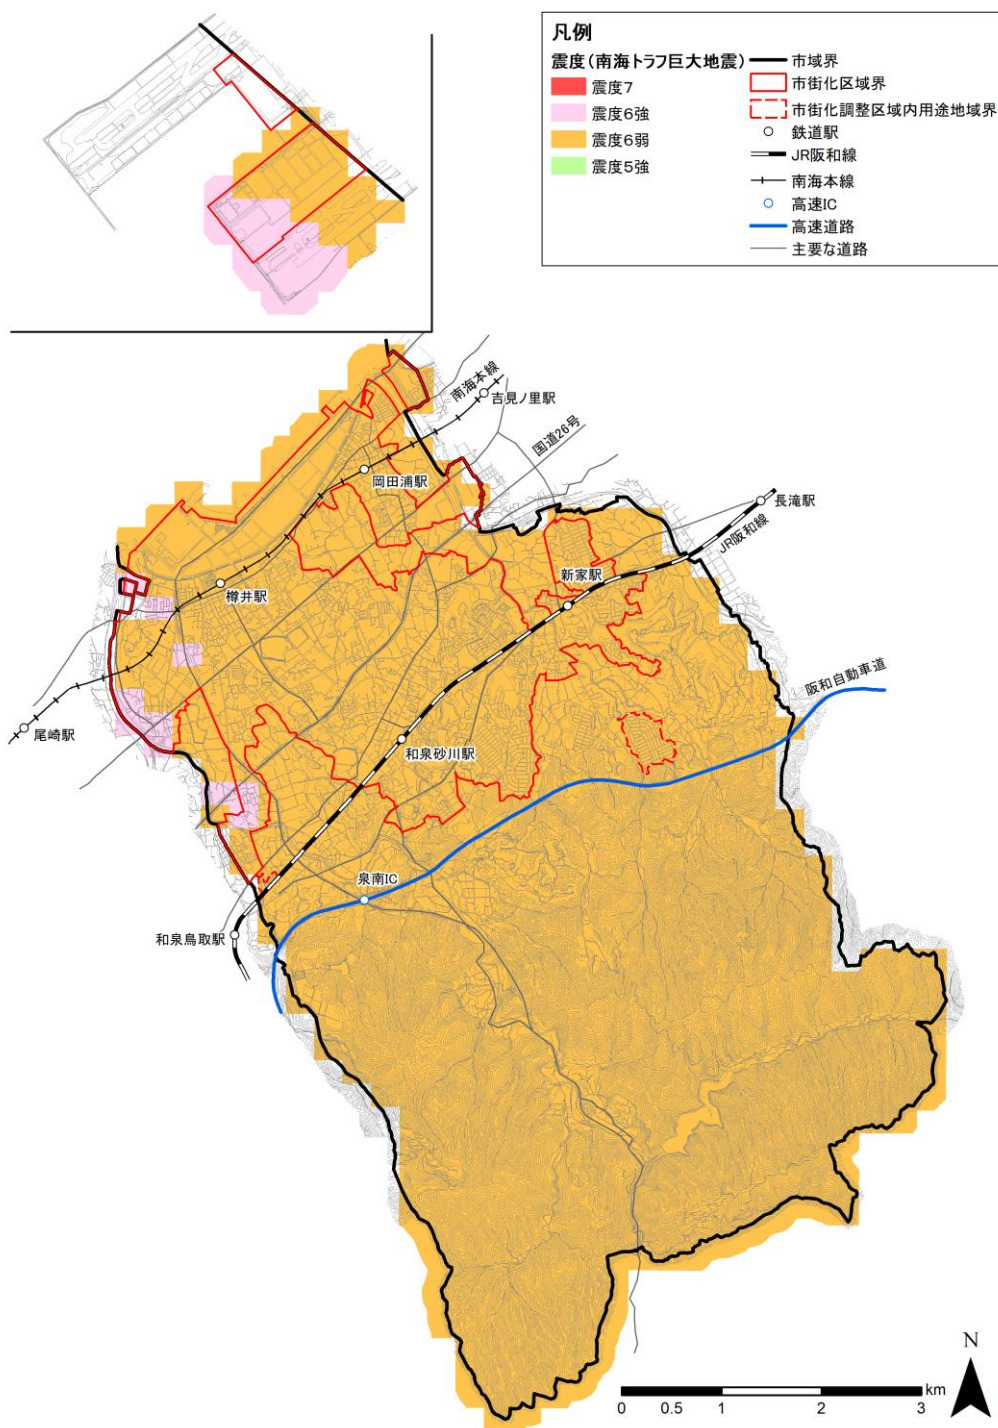 凡例
震度(南海トラフ巨大地震)
震度7
震度6強
震度6弱
震度5強
市域界
市街化区域界
市街化調整区域内用途地域界
鉄道駅
JR阪和線
南海本線
高速IC
高速道路
主要な道路
南海本線
吉見ノ里駅
国道26号
岡田浦駅
長滝駅
JR阪和線
新家駅
樽井駅
阪和自動車道
尾崎駅
和泉砂川駅
泉南IC
和泉鳥取駅
N
km
0 0.5 1 2 3